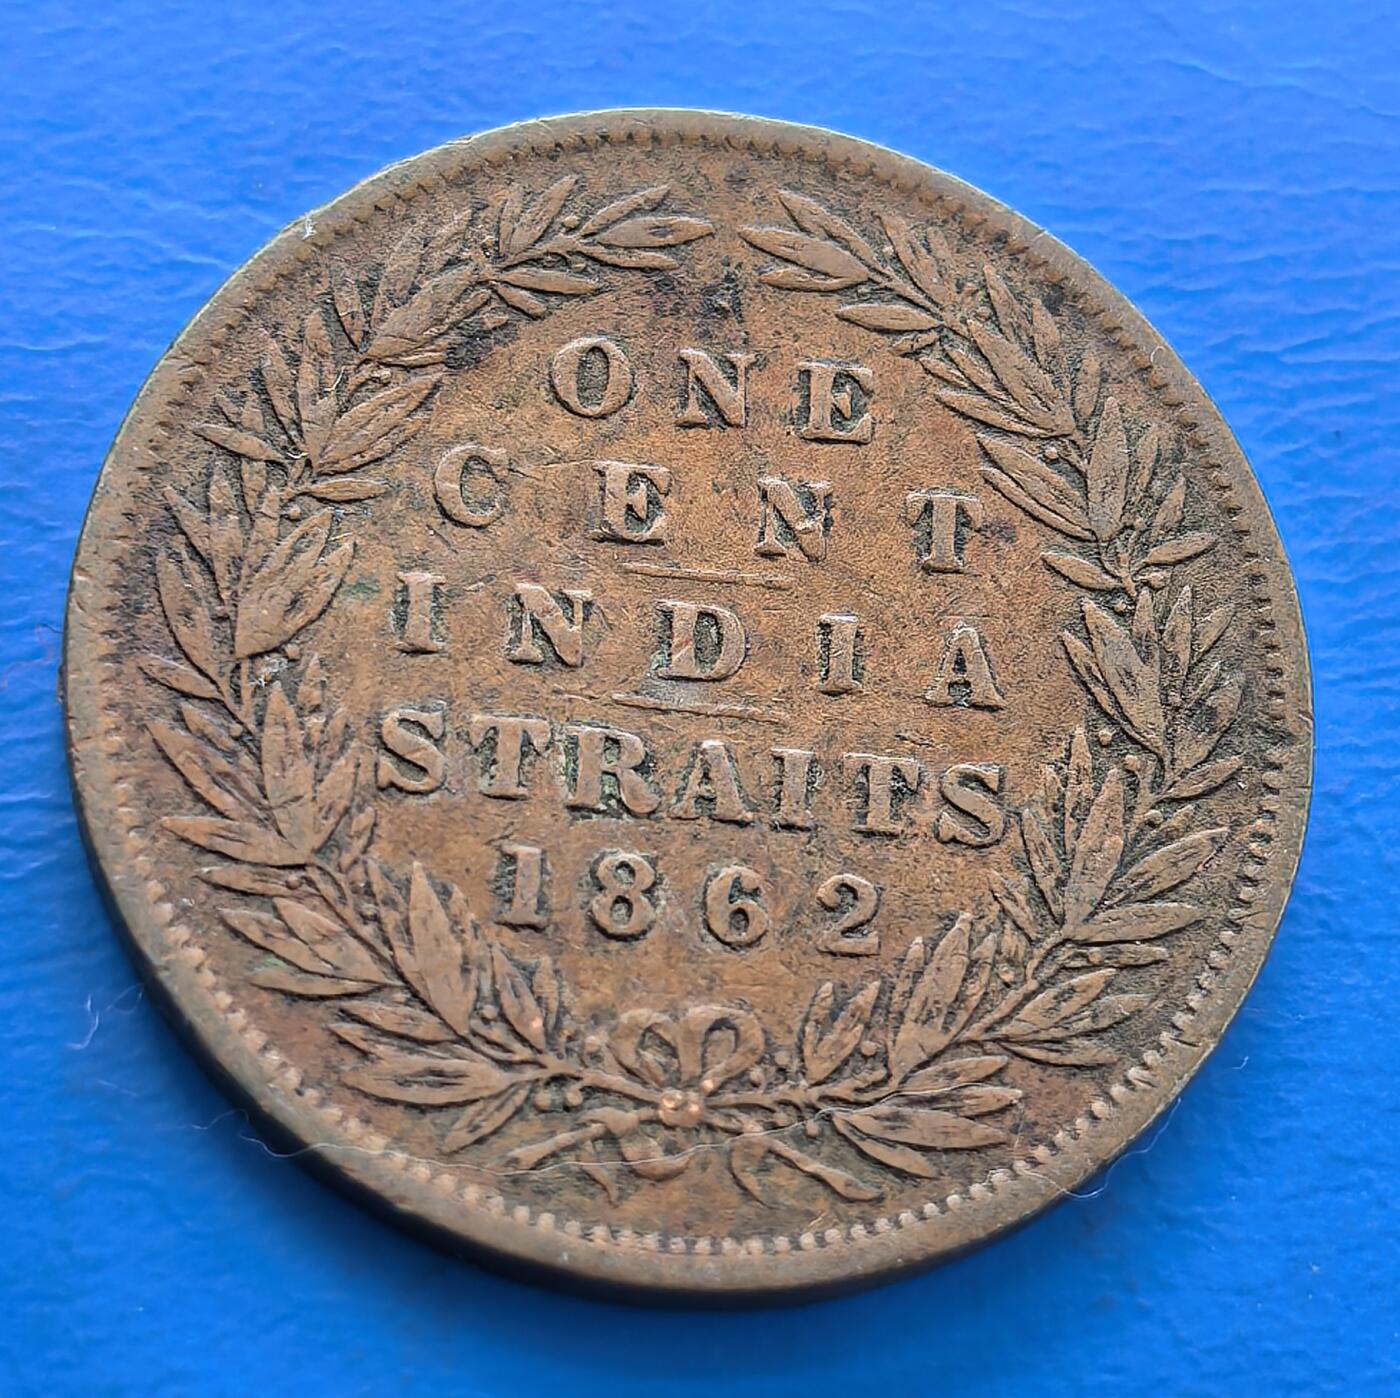 ONE
CENT
INDIA
STRAITS
1862